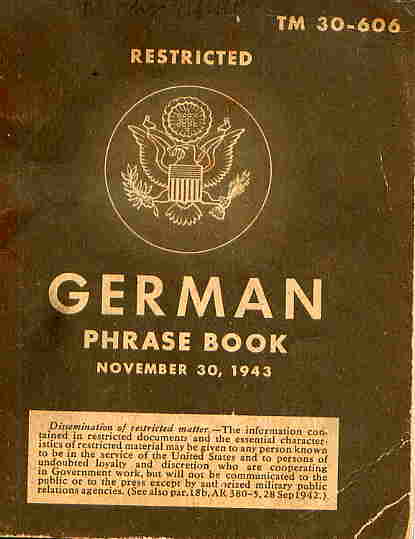 TM 30-606
RESTRICTED
GERMAN
PHRASE BOOK
NOVEMBER 30, 1943
Dissemination of restricted matter.—The information con-
tained in restricted documents and the essential character-
istics of restricted material may be given to any person known
to be in the service of the United States and to persons of
undoubted loyalty and discretion who are cooperating
in Government work, but will not be communicated to the
public or to the press except by authorized military public
relations agencies. (See also par. 18b, AR 380-5, 28 Sep 1942.)